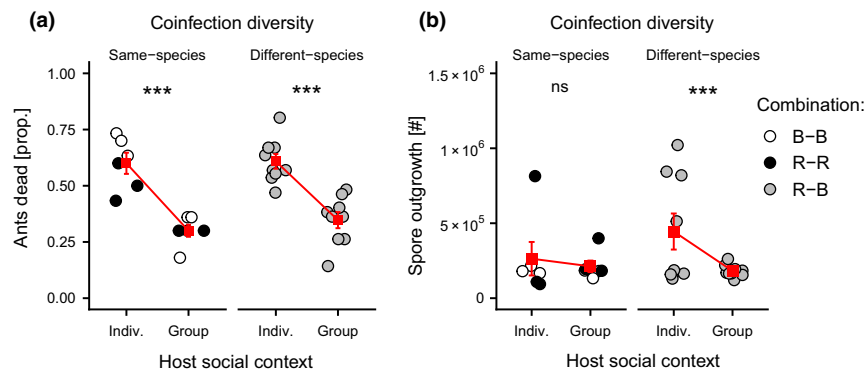 (a)
Coinfection diversity
Same−species
Different−species
Ants dead [prop.]
1.00
0.75
0.50
0.25
0.00
***
***
Indiv.
Group
Indiv.
Group
Host social context
(b)
Coinfection diversity
Same−species
Different−species
Spore outgrowth [#]
1.5 × 10⁶
1 × 10⁶
5 × 10⁵
0
ns
***
Indiv.
Group
Indiv.
Group
Host social context
Combination:
B−B
R−R
R−B